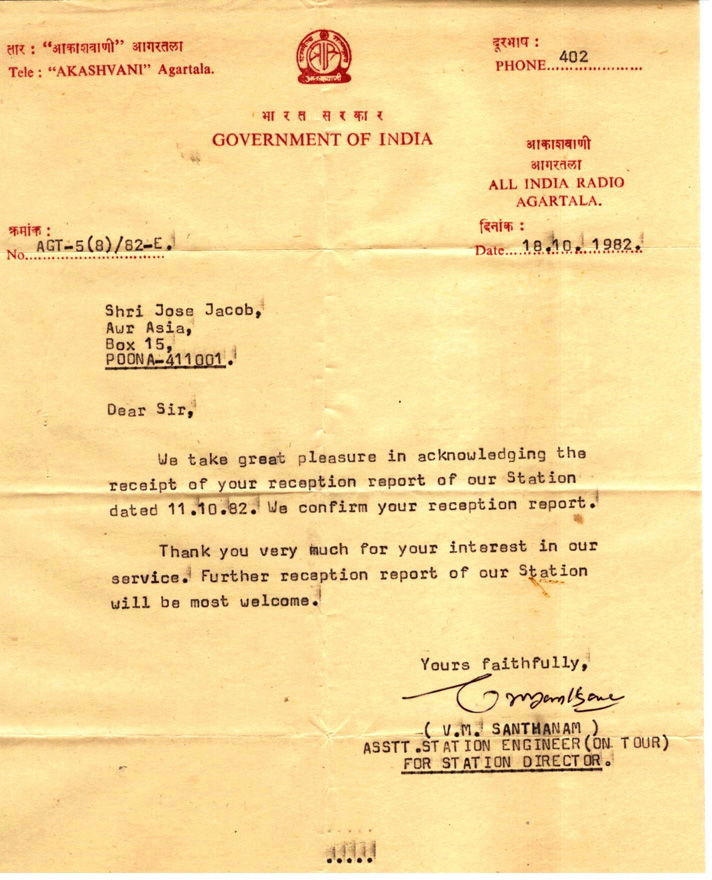 तार : “आकाशवाणी” आगरतला
Tele : “AKASHVANI” Agartala.
दूरभाष :
PHONE 402
भारत सरकार
GOVERNMENT OF INDIA
आकाशवाणी
आगरतला
ALL INDIA RADIO
AGARTALA.
क्रमांक :
No. AGT-5(8)/82-E.
दिनांक :
Date 18.10. 1982.
Shri Jose Jacob,
Awr Asia,
Box 15,
POONA-411001.
Dear Sir,
We take great pleasure in acknowledging the
receipt of your reception report of our Station
dated 11.10.82. We confirm your reception report.
Thank you very much for your interest in our
service. Further reception report of our Station
will be most welcome.
Yours faithfully,
( V.M. SANTHANAM )
ASSTT.STATION ENGINEER(ON TOUR)
FOR STATION DIRECTOR.